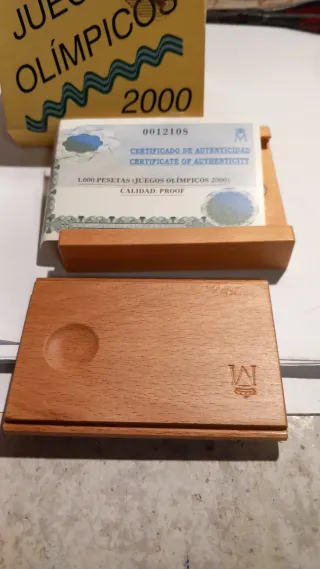 JUEGOS
OLÍMPICOS
2000
0012108
M
CERTIFICADO DE AUTENTICIDAD
CERTIFICATE OF AUTHENTICITY
1.000 PESETAS (JUEGOS OLÍMPICOS 2000)
CALIDAD: PROOF
M